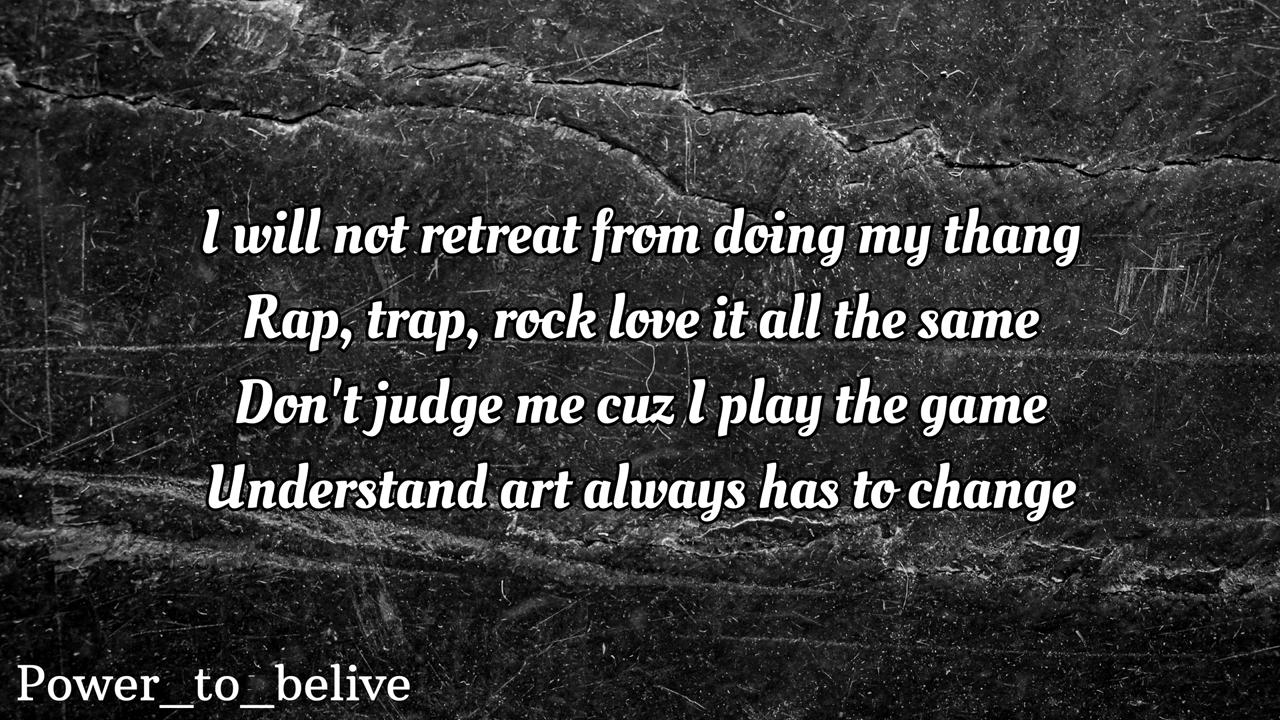 I will not retreat from doing my thang
Rap, trap, rock love it all the same
Don't judge me cuz I play the game
Understand art always has to change
Power_to_belive